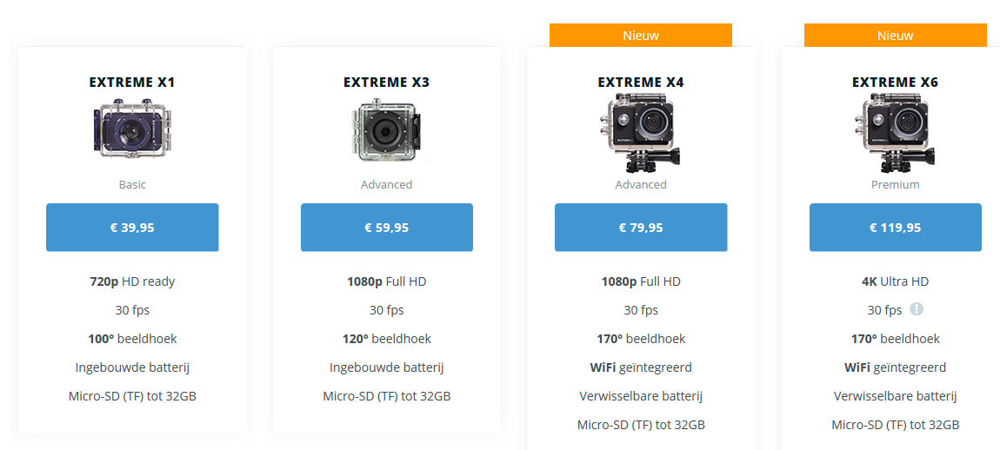 Nieuw
Nieuw
EXTREME X1
EXTREME X3
EXTREME X4
EXTREME X6
Basic
Advanced
Advanced
Premium
€ 39,95
€ 59,95
€ 79,95
€ 119,95
720p HD ready
1080p Full HD
1080p Full HD
4K Ultra HD
30 fps
30 fps
30 fps
30 fps !
100° beeldhoek
120° beeldhoek
170° beeldhoek
170° beeldhoek
Ingebouwde batterij
Ingebouwde batterij
WiFi geïntegreerd
WiFi geïntegreerd
Micro-SD (TF) tot 32GB
Micro-SD (TF) tot 32GB
Verwisselbare batterij
Verwisselbare batterij
Micro-SD (TF) tot 32GB
Micro-SD (TF) tot 32GB